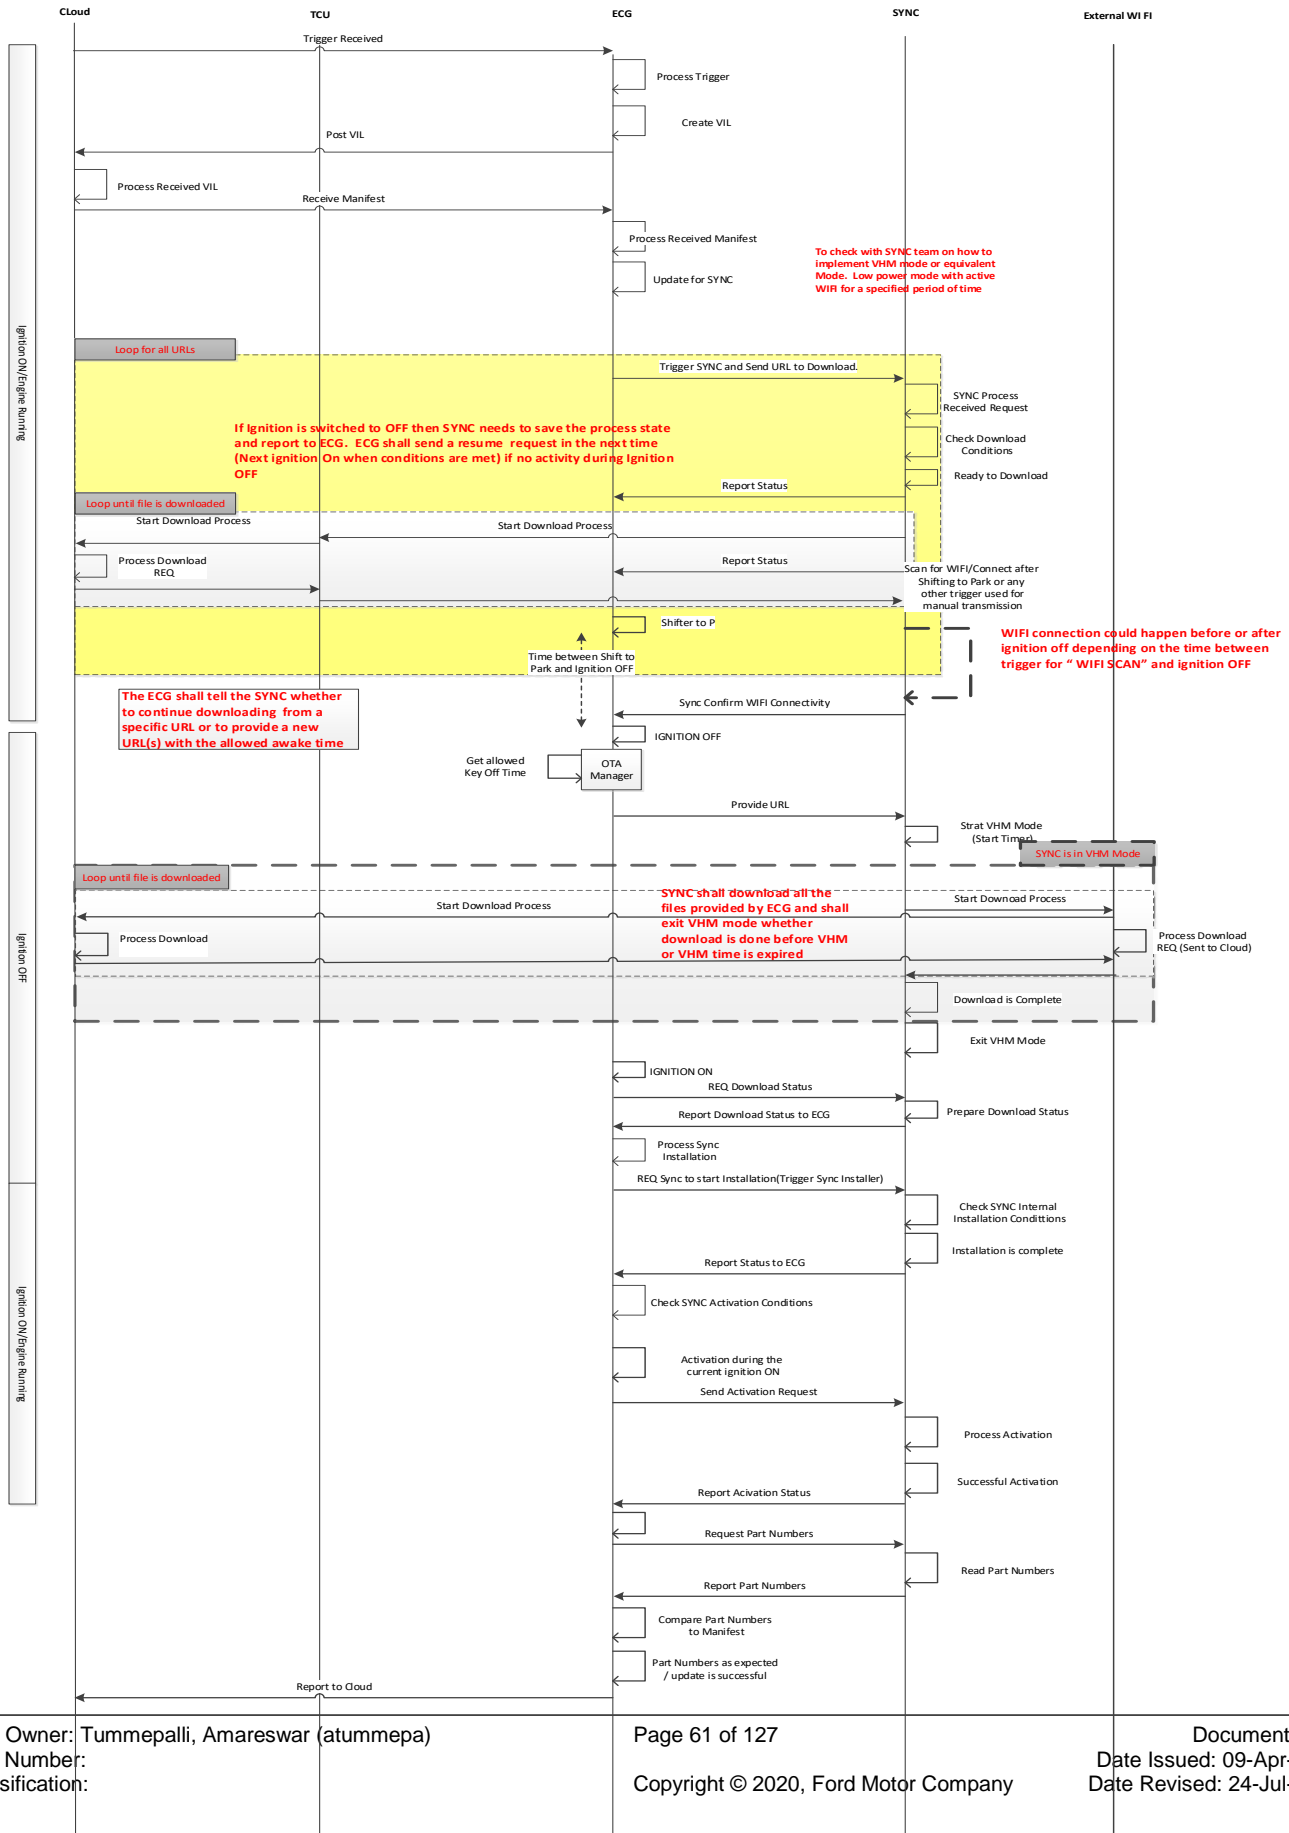 CLoud
TCU
ECG
SYNC
External WI FI
Trigger Received
Process Trigger
Create VIL
Post VIL
Process Received VIL
Receive Manifest
Process Received Manifest
To check with SYNC team on how to
implement VHM mode or equivalent
Mode. Low power mode with active
WIFI for a specified period of time
Update for SYNC
Ignition ON/Engine Running
Loop for all URLs
Trigger SYNC and Send URL to Download.
SYNC Process
Received Request
If Ignition is switched to OFF then SYNC needs to save the process state
and report to ECG. ECG shall send a resume request in the next time
(Next ignition On when conditions are met) if no activity during Ignition
OFF
Check Download
Conditions
Ready to Download
Report Status
Loop until file is downloaded
Start Download Process
Start Download Process
Process Download
REQ
Report Status
Scan for WIFI/Connect after
Shifting to Park or any
other trigger used for
manual transmission
Shifter to P
WIFI connection could happen before or after
ignition off depending on the time between
trigger for “ WIFI SCAN” and ignition OFF
Time between Shift to
Park and Ignition OFF
The ECG shall tell the SYNC whether
to continue downloading from a
specific URL or to provide a new
URL(s) with the allowed awake time
Sync Confirm WIFI Connectivity
IGNITION OFF
Get allowed
Key Off Time
OTA
Manager
Provide URL
Strat VHM Mode
(Start Timer)
SYNC is in VHM Mode
Loop until file is downloaded
SYNC shall download all the
files provided by ECG and shall
exit VHM mode whether
download is done before VHM
or VHM time is expired
Start Download Process
Start Downoad Process
Process Download
Process Download
REQ (Sent to Cloud)
Ignition OFF
Download is Complete
Exit VHM Mode
IGNITION ON
REQ Download Status
Prepare Download Status
Report Download Status to ECG
Process Sync
Installation
REQ Sync to start Installation(Trigger Sync Installer)
Check SYNC Internal
Installation Condittions
Installation is complete
Report Status to ECG
Check SYNC Activation Conditions
Ignition ON/Engine Running
Activation during the
current ignition ON
Send Activation Request
Process Activation
Successful Activation
Report Acivation Status
Request Part Numbers
Read Part Numbers
Report Part Numbers
Compare Part Numbers
to Manifest
Part Numbers as expected
/ update is successful
Report to Cloud
Owner: Tummepalli, Amareswar (atummepa)
Page 61 of 127
Document
Number:
Date Issued: 09-Apr-
sification:
Copyright © 2020, Ford Motor Company
Date Revised: 24-Jul-